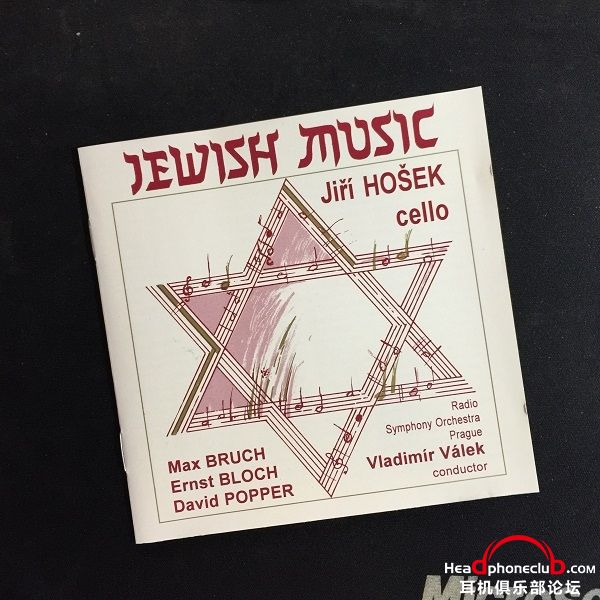 JEWISH MUSIC
Jiří HOŠEK
cello
Radio
Symphony Orchestra
Prague
Vladimír Válek
conductor
Max BRUCH
Ernst BLOCH
David POPPER
Headphoneclub.com
耳机俱乐部论坛